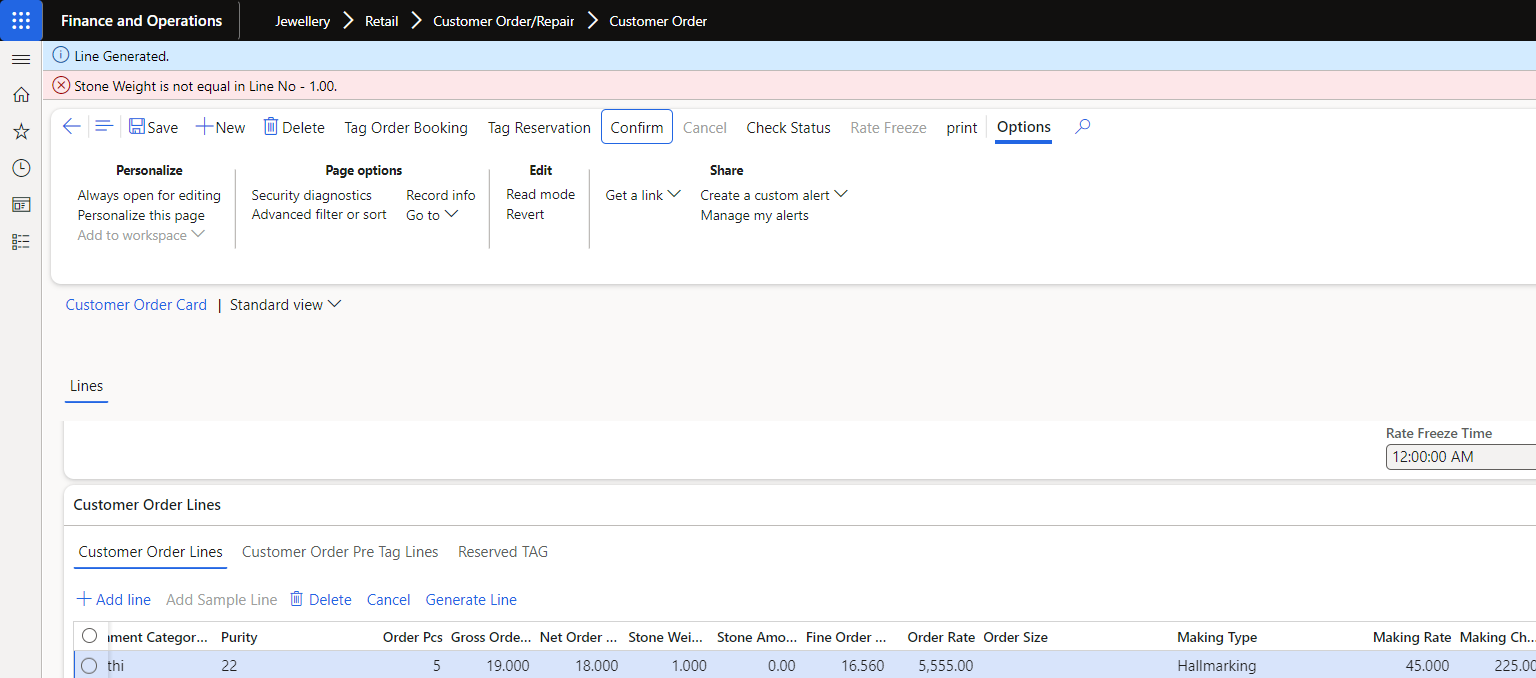 Finance and Operations Jewellery Retail Customer Order/Repair Customer Order
Line Generated.
Stone Weight is not equal in Line No - 1.00.
Save New Delete Tag Order Booking Tag Reservation Confirm Cancel Check Status Rate Freeze print Options
Personalize Page options Edit Share
Always open for editing Security diagnostics Record info Read mode Get a link Create a custom alert
Personalize this page Advanced filter or sort Go to Revert Manage my alerts
Add to workspace
Customer Order Card | Standard view
Lines
Rate Freeze Time
12:00:00 AM
Customer Order Lines
Customer Order Lines Customer Order Pre Tag Lines Reserved TAG
Add line Add Sample Line Delete Cancel Generate Line
ment Categor... Purity Order Pcs Gross Orde... Net Order ... Stone Wei... Stone Amo... Fine Order ... Order Rate Order Size Making Type Making Rate Making Ch...
thi 22 5 19.000 18.000 1.000 0.00 16.560 5,555.00 Hallmarking 45.000 225.00